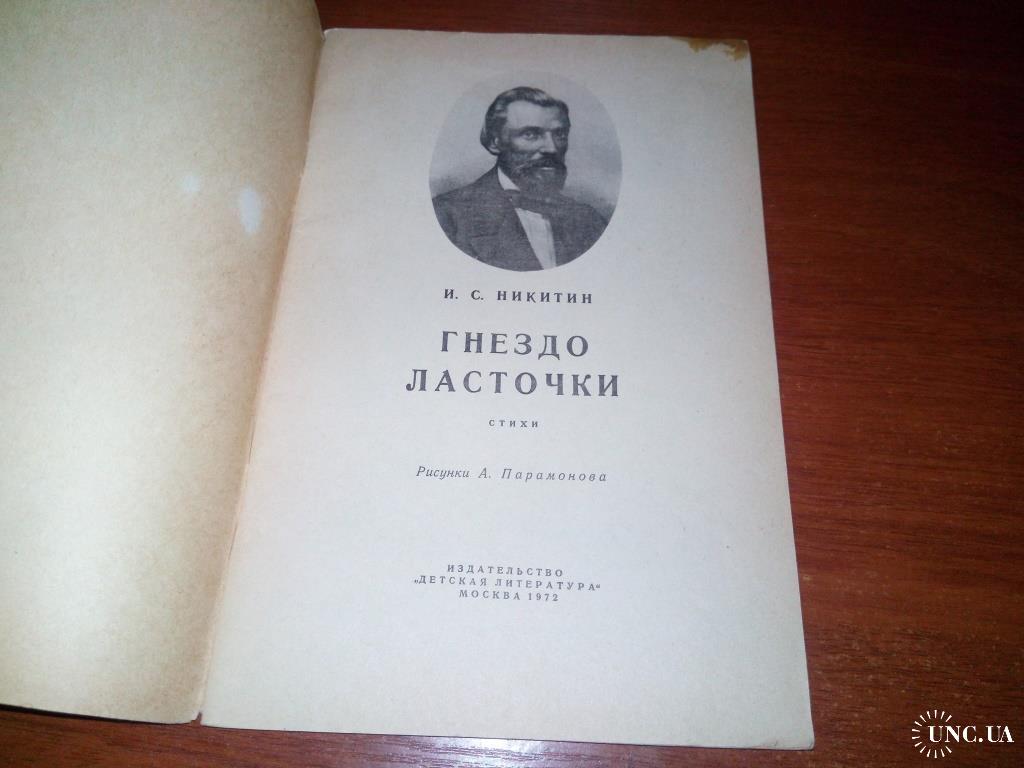 И. С. НИКИТИН
ГНЕЗДО
ЛАСТОЧКИ
СТИХИ
Рисунки А. Парамонова
ИЗДАТЕЛЬСТВО
„ДЕТСКАЯ ЛИТЕРАТУРА“
МОСКВА 1972
UNC.UA